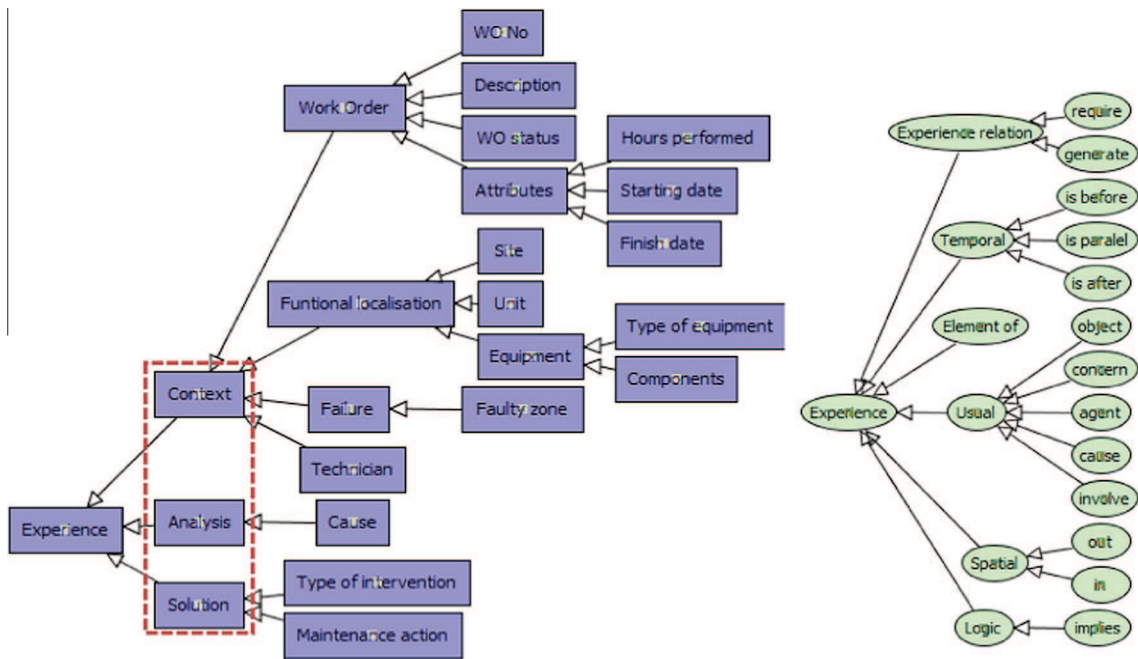 WO No
Description
Work Order
WO status
Hours performed
Attributes
Starting date
Finish date
Site
Funtional localisation
Unit
Type of equipment
Equipment
Components
Context
Failure
Faulty zone
Technician
Experience
Analysis
Cause
Solution
Type of intervention
Maintenance action
require
Experience relation
generate
is before
Temporal
is paralel
is after
Element of
object
concern
Experience
Usual
agent
cause
involve
out
Spatial
in
Logic
implies